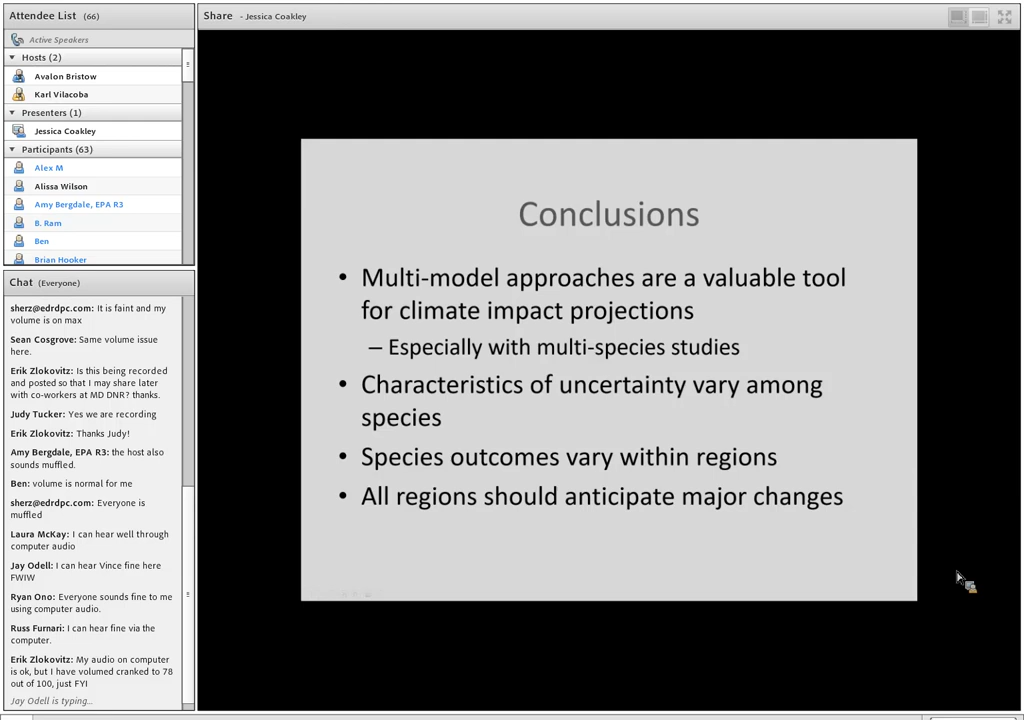 Attendee List (66)
Active Speakers
Hosts (2)
Avalon Bristow
Karl Vilacoba
Presenters (1)
Jessica Coakley
Participants (63)
Alex M
Alissa Wilson
Amy Bergdale, EPA R3
B. Ram
Ben
Brian Hooker
Chat (Everyone)
sherz@edrdpc.com: It is faint and my
volume is on max
Sean Cosgrove: Same volume issue
here.
Erik Zlokovitz: Is this being recorded
and posted so that I may share later
with co-workers at MD DNR? thanks.
Judy Tucker: Yes we are recording
Erik Zlokovitz: Thanks Judy!
Amy Bergdale, EPA R3: the host also
sounds muffled.
Ben: volume is normal for me
sherz@edrdpc.com: Everyone is
muffled
Laura McKay: I can hear well through
computer audio
Jay Odell: I can hear Vince fine here
FWIW
Ryan Ono: Everyone sounds fine to me
using computer audio.
Russ Furnari: I can hear fine via the
computer.
Erik Zlokovitz: My audio on computer
is ok, but I have volumed cranked to 78
out of 100, just FYI
Jay Odell is typing...
Share - Jessica Coakley
Conclusions
• Multi-model approaches are a valuable tool
for climate impact projections
– Especially with multi-species studies
• Characteristics of uncertainty vary among
species
• Species outcomes vary within regions
• All regions should anticipate major changes